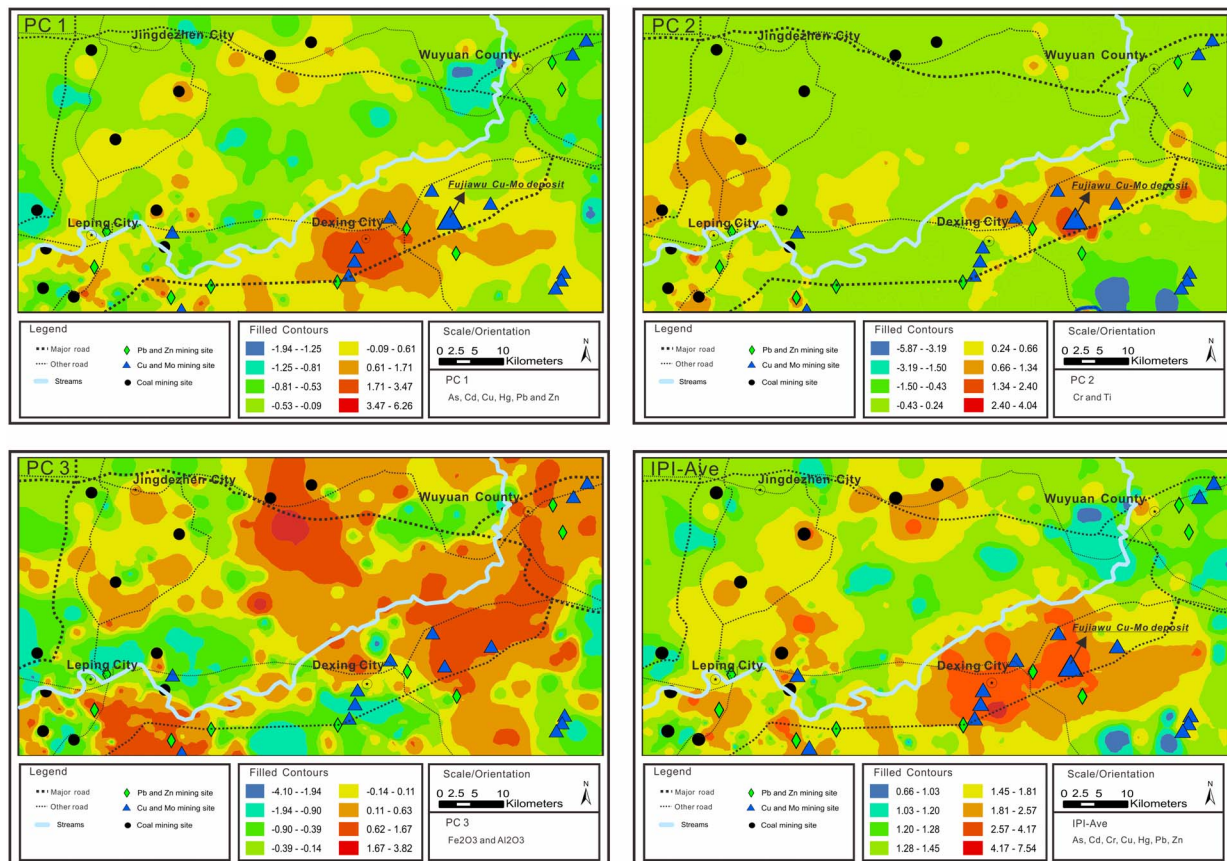 PC 1
Jingdezhen City
Wuyuan County
Fujiawu Cu-Mo deposit
Leping City
Dexing City
Legend
Major road
Other road
Streams
Pb and Zn mining site
Cu and Mo mining site
Coal mining site
Filled Contours
-1.94 - -1.25
-1.25 - -0.81
-0.81 - -0.53
-0.53 - -0.09
-0.09 - 0.61
0.61 - 1.71
1.71 - 3.47
3.47 - 6.26
Scale/Orientation
N
0 2.5 5 10
Kilometers
PC 1
As, Cd, Cu, Hg, Pb and Zn
PC 2
Jingdezhen City
Wuyuan County
Fujiawu Cu-Mo deposit
Leping City
Dexing City
Legend
Major road
Other road
Streams
Pb and Zn mining site
Cu and Mo mining site
Coal mining site
Filled Contours
-5.87 - -3.19
-3.19 - -1.50
-1.50 - -0.43
-0.43 - 0.24
0.24 - 0.66
0.66 - 1.34
1.34 - 2.40
2.40 - 4.04
Scale/Orientation
N
0 2.5 5 10
Kilometers
PC 2
Cr and Ti
PC 3
Jingdezhen City
Wuyuan County
Leping City
Dexing City
Legend
Major road
Other road
Streams
Pb and Zn mining site
Cu and Mo mining site
Coal mining site
Filled Contours
-4.10 - -1.94
-1.94 - -0.90
-0.90 - -0.39
-0.39 - -0.14
-0.14 - 0.11
0.11 - 0.63
0.62 - 1.67
1.67 - 3.82
Scale/Orientation
N
0 2.5 5 10
Kilometers
PC 3
Fe2O3 and Al2O3
IPI-Ave
Jingdezhen City
Wuyuan County
Fujiawu Cu-Mo deposit
Leping City
Dexing City
Legend
Major road
Other road
Streams
Pb and Zn mining site
Cu and Mo mining site
Coal mining site
Filled Contours
0.66 - 1.03
1.03 - 1.20
1.20 - 1.28
1.28 - 1.45
1.45 - 1.81
1.81 - 2.57
2.57 - 4.17
4.17 - 7.54
Scale/Orientation
N
0 2.5 5 10
Kilometers
IPI-Ave
As, Cd, Cr, Cu, Hg, Pb, Zn